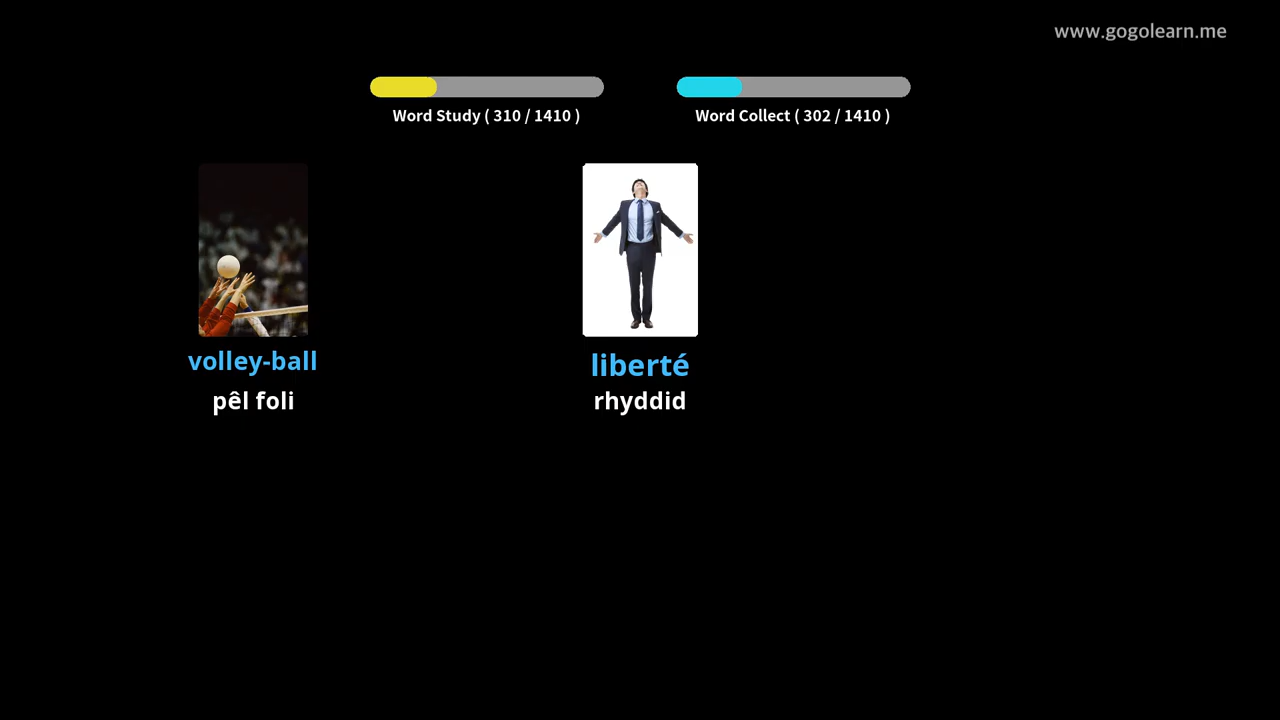 www.gogolearn.me
Word Study ( 310 / 1410 )
Word Collect ( 302 / 1410 )
volley-ball
pêl foli
liberté
rhyddid